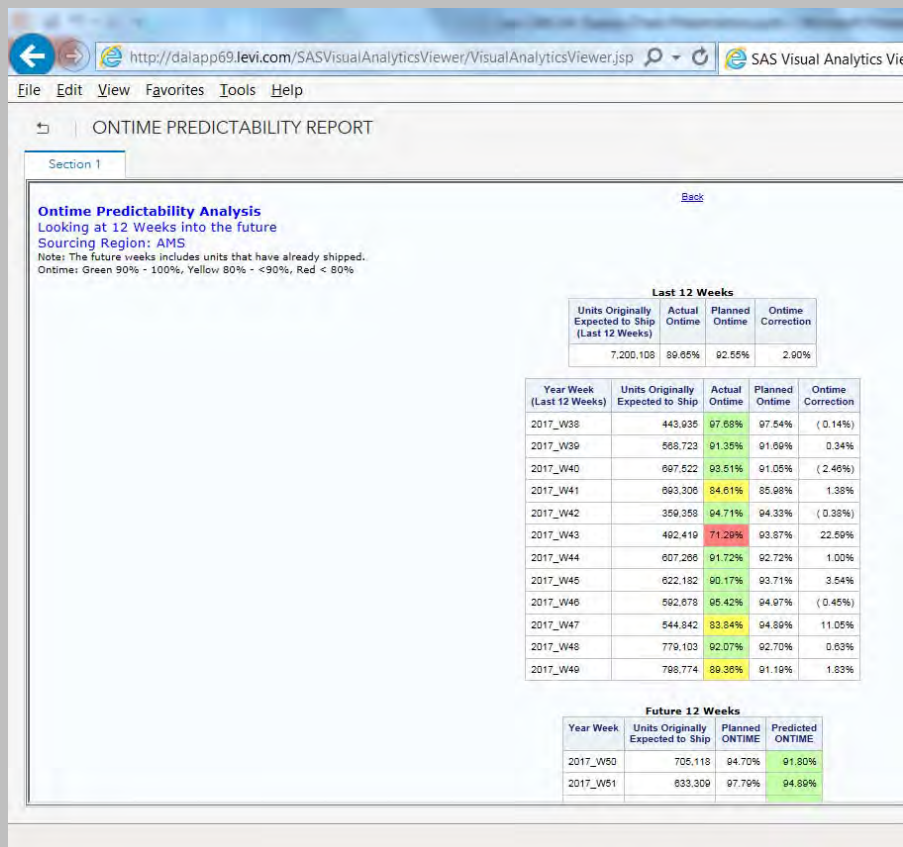 http://dalapp69.levi.com/SASVisualAnalyticsViewer/VisualAnalyticsViewer.jsp
SAS Visual Analytics Vie
File Edit View Favorites Tools Help
ONTIME PREDICTABILITY REPORT
Section 1
Back
Ontime Predictability Analysis
Looking at 12 Weeks into the future
Sourcing Region: AMS
Note: The future weeks includes units that have already shipped.
Ontime: Green 90% - 100%, Yellow 80% - <90%, Red < 80%
Last 12 Weeks
Units Originally Expected to Ship (Last 12 Weeks) Actual Ontime Planned Ontime Ontime Correction
7,200,108 89.65% 92.55% 2.90%
Year Week (Last 12 Weeks) Units Originally Expected to Ship Actual Ontime Planned Ontime Ontime Correction
2017_W38 443,935 97.68% 97.54% ( 0.14%)
2017_W39 568,723 91.35% 91.69% 0.34%
2017_W40 697,522 93.51% 91.05% ( 2.46%)
2017_W41 693,306 84.61% 85.98% 1.38%
2017_W42 359,358 94.71% 94.33% ( 0.38%)
2017_W43 492,419 71.29% 93.87% 22.59%
2017_W44 607,266 91.72% 92.72% 1.00%
2017_W45 622,182 90.17% 93.71% 3.54%
2017_W46 592,678 95.42% 94.97% ( 0.45%)
2017_W47 544,842 83.84% 94.89% 11.05%
2017_W48 779,103 92.07% 92.70% 0.63%
2017_W49 798,774 89.36% 91.19% 1.83%
Future 12 Weeks
Year Week Units Originally Expected to Ship Planned ONTIME Predicted ONTIME
2017_W50 705,118 94.70% 91.80%
2017_W51 633,309 97.79% 94.89%